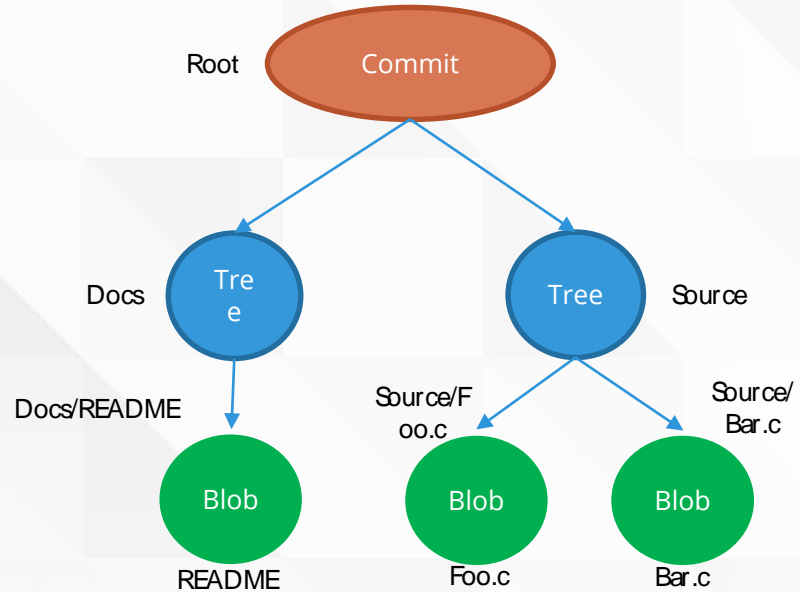 Root
Commit
Docs
Tre
e
Tree
Source
Docs/README
Source/F
oo.c
Source/
Bar.c
Blob
Blob
Blob
README
Foo.c
Bar.c